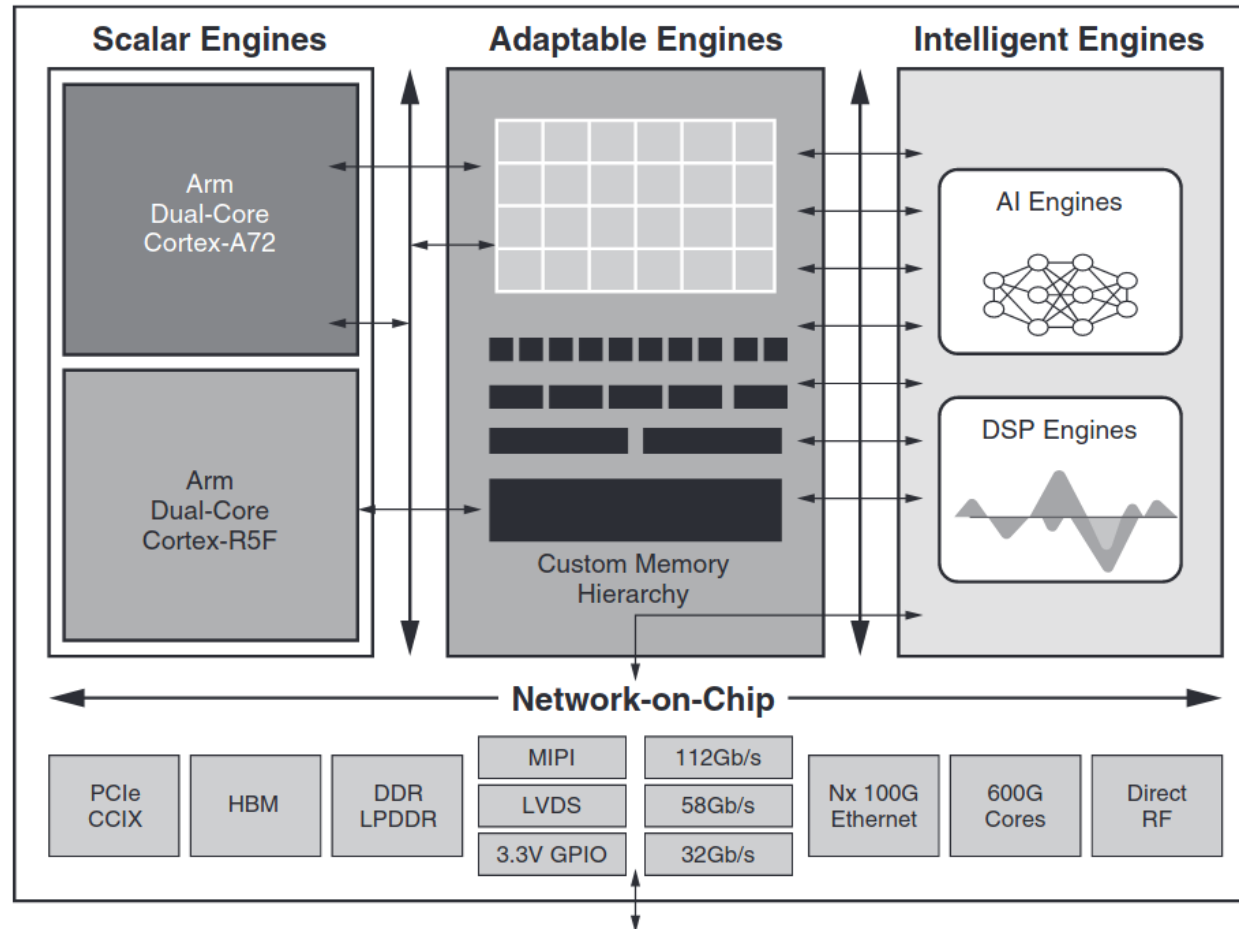 Scalar Engines
Adaptable Engines
Intelligent Engines
Arm
Dual-Core
Cortex-A72
Arm
Dual-Core
Cortex-R5F
Custom Memory
Hierarchy
AI Engines
DSP Engines
Network-on-Chip
PCIe
CCIX
HBM
DDR
LPDDR
MIPI
LVDS
3.3V GPIO
112Gb/s
58Gb/s
32Gb/s
Nx 100G
Ethernet
600G
Cores
Direct
RF